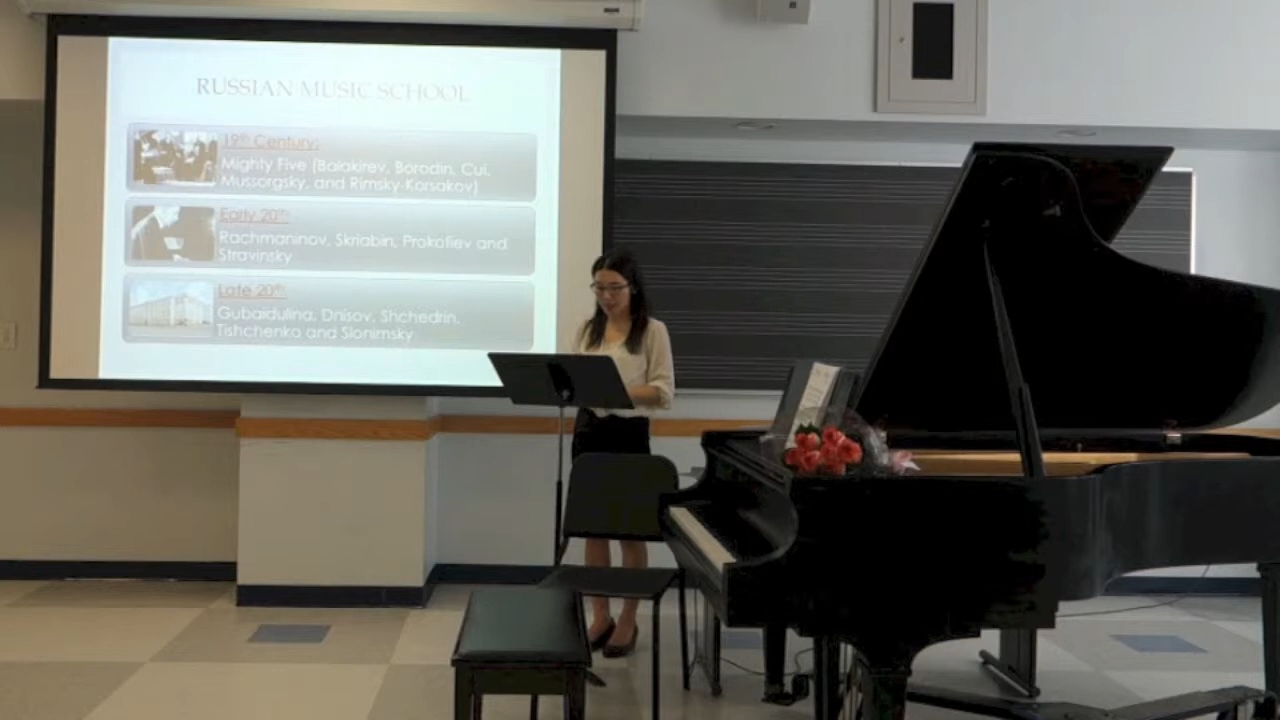 RUSSIAN MUSIC SCHOOL
19th Century:
Mighty Five (Balakirev, Borodin, Cui,
Mussorgsky, and Rimsky-Korsakov)
Early 20th:
Rachmaninov, Skriabin, Prokofiev and
Stravinsky
Late 20th:
Gubaidulina, Dnisov, Shchedrin,
Tishchenko and Slonimsky